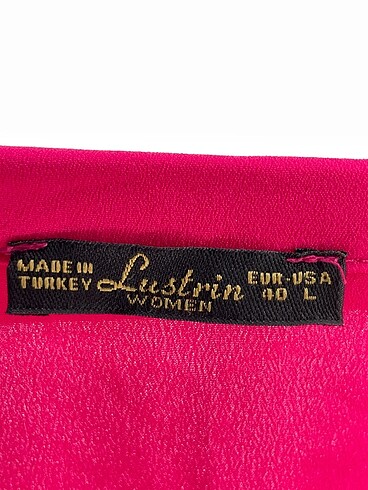 MADE IN
TURKEY
Lustrin
WOMEN
EUR-USA
40 L